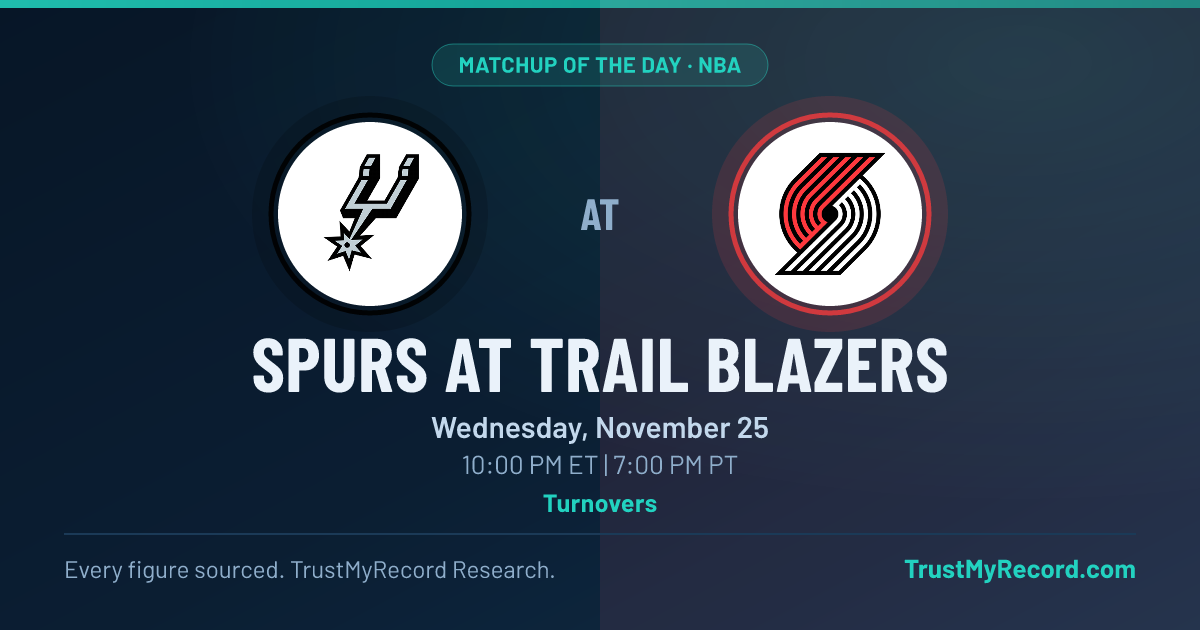 MATCHUP OF THE DAY · NBA
AT
SPURS AT TRAIL BLAZERS
Wednesday, November 25
10:00 PM ET | 7:00 PM PT
Turnovers
Every figure sourced. TrustMyRecord Research.
TrustMyRecord.com